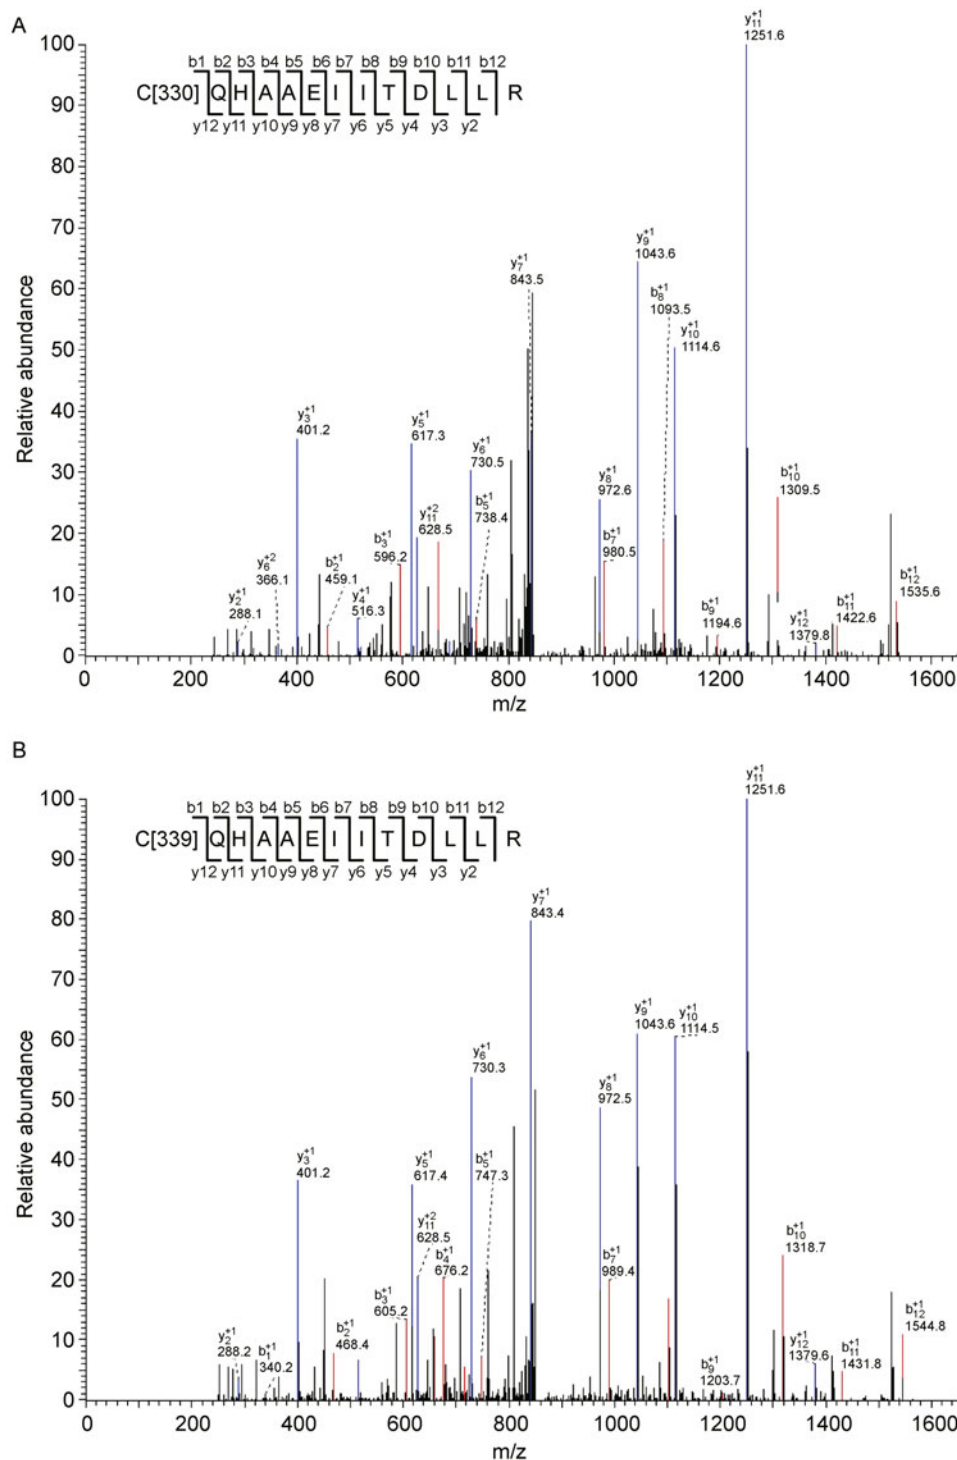 A
b1 b2 b3 b4 b5 b6 b7 b8 b9 b10 b11 b12
C[330] Q H A A E I I T D L L R
y12 y11 y10 y9 y8 y7 y6 y5 y4 y3 y2
Relative abundance
100
90
80
70
60
50
40
30
20
10
0
y2+1
288.1
y6+2
366.1
y3+1
401.2
b2+1
459.1
y4+1
516.3
b3+1
596.2
y5+1
617.3
y11+2
628.5
y6+1
730.5
b5+1
738.4
y7+1
843.5
y8+1
972.6
b7+1
980.5
y9+1
1043.6
b8+1
1093.5
y10+1
1114.6
b9+1
1194.6
y11+1
1251.6
b10+1
1309.5
y12+1
1379.8
b11+1
1422.6
b12+1
1535.6
0 200 400 600 800 1000 1200 1400 1600
m/z
B
b1 b2 b3 b4 b5 b6 b7 b8 b9 b10 b11 b12
C[339] Q H A A E I I T D L L R
y12 y11 y10 y9 y8 y7 y6 y5 y4 y3 y2
Relative abundance
100
90
80
70
60
50
40
30
20
10
0
y2+1
288.2
b1+1
340.2
y3+1
401.2
b2+1
468.4
b3+1
605.2
y5+1
617.4
y11+2
628.5
b4+1
676.2
y6+1
730.3
b5+1
747.3
y7+1
843.4
y8+1
972.5
b7+1
989.4
y9+1
1043.6
y10+1
1114.5
b9+1
1203.7
y11+1
1251.6
b10+1
1318.7
y12+1
1379.6
b11+1
1431.8
b12+1
1544.8
0 200 400 600 800 1000 1200 1400 1600
m/z